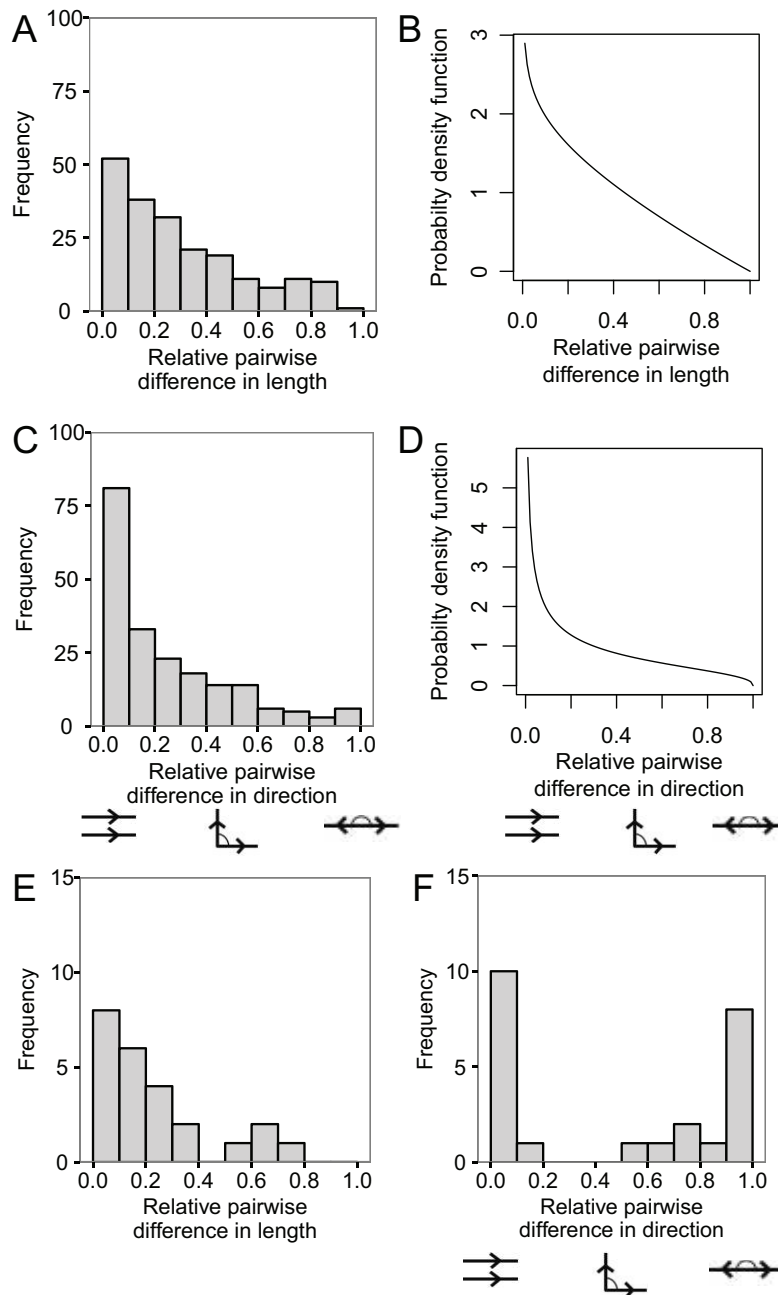 A
100
75
50
25
0
Frequency
0.0 0.2 0.4 0.6 0.8 1.0
Relative pairwise
difference in length
B
3
2
1
0
Probabilty density function
0.0 0.4 0.8
Relative pairwise
difference in length
C
100
75
50
25
0
Frequency
0.0 0.2 0.4 0.6 0.8 1.0
Relative pairwise
difference in direction
D
5
4
3
2
1
0
Probabilty density function
0.0 0.4 0.8
Relative pairwise
difference in direction
E
15
10
5
0
Frequency
0.0 0.2 0.4 0.6 0.8 1.0
Relative pairwise
difference in length
F
15
10
5
0
Frequency
0.0 0.2 0.4 0.6 0.8 1.0
Relative pairwise
difference in direction